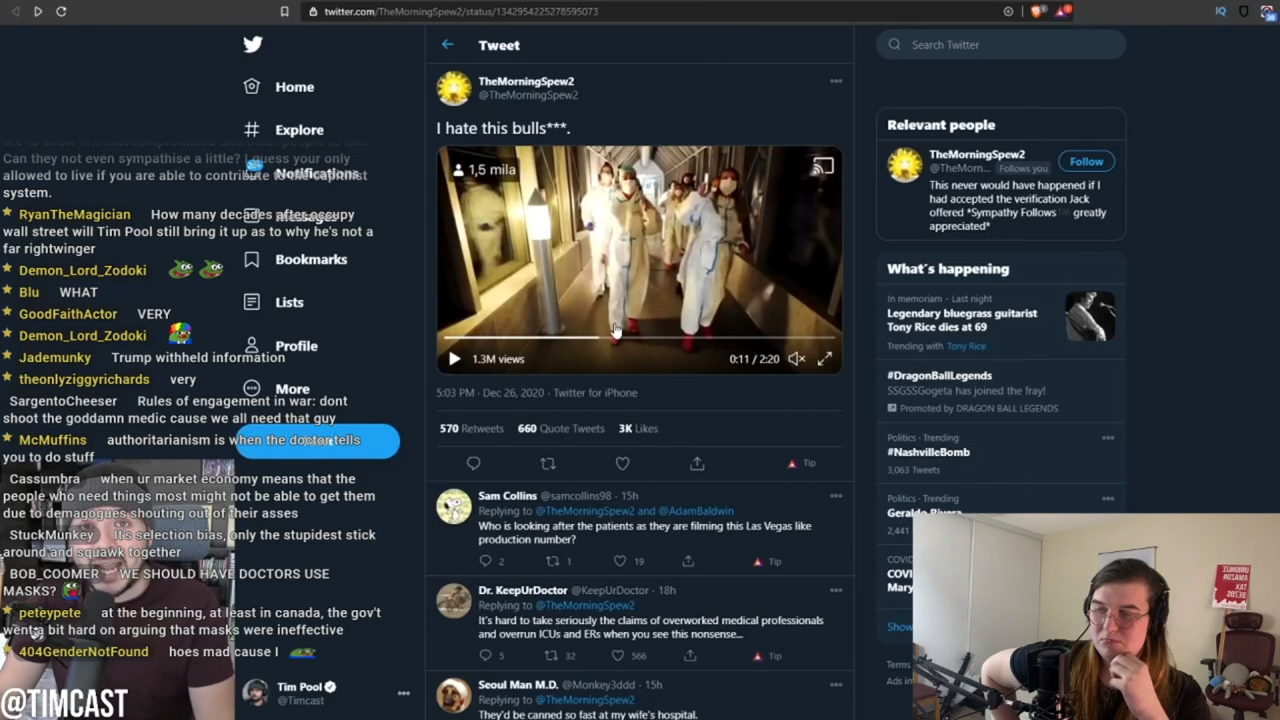 twitter.com/TheMorningSpew2/status/1342954225278595073
Home
Explore
Notifications
Bookmarks
Lists
Profile
More
Can they not even sympathise a little? I guess your only
allowed to live if you are able to contribute to the capitalist
system.
RyanTheMagician How many decades after occupy
wall street will Tim Pool still bring it up as to why he's not a
far rightwinger
Demon_Lord_Zodoki
Blu WHAT
GoodFaithActor VERY
Demon_Lord_Zodoki
Jademunky Trump withheld information
theonlyziggyrichards very
SargentoCheeser Rules of engagement in war: dont
shoot the goddamn medic cause we all need that guy
McMuffins authoritarianism is when the doctor tells
you to do stuff
Cassumbra when ur market economy means that the
people who need things most might not be able to get them
due to demagogues shouting out of their asses
StuckMunkey Its selection bias, only the stupidest stick
around and squawk together
BOB_COOMER WE SHOULD HAVE DOCTORS USE
MASKS?
peteypete at the beginning, at least in canada, the gov't
went a bit hard on arguing that masks were ineffective
404GenderNotFound hoes mad cause I
Tim Pool
@Timcast
@TIMCAST
Tweet
TheMorningSpew2
@TheMorningSpew2
I hate this bulls***.
1,5 mila
1.3M views
0:11 / 2:20
5:03 PM · Dec 26, 2020 · Twitter for iPhone
570 Retweets 660 Quote Tweets 3K Likes
Tip
Sam Collins @samcollins98 · 15h
Replying to @TheMorningSpew2 and @AdamBaldwin
Who is looking after the patients as they are filming this Las Vegas like
production number?
2 1 19 Tip
Dr. KeepUrDoctor @KeepUrDoctor · 18h
Replying to @TheMorningSpew2
It's hard to take seriously the claims of overworked medical professionals
and overrun ICUs and ERs when you see this nonsense...
5 32 566 Tip
Seoul Man M.D. @Monkey3ddd · 15h
Replying to @TheMorningSpew2
They'd be canned so fast at my wife's hospital.
Search Twitter
Relevant people
TheMorningSpew2
@TheMorn... Follows you
Follow
This never would have happened if I
had accepted the verification Jack
offered *Sympathy Follows greatly
appreciated*
What's happening
In memoriam · Last night
Legendary bluegrass guitarist
Tony Rice dies at 69
Trending with Tony Rice
#DragonBallLegends
SSGSSGogeta has joined the fray!
Promoted by DRAGON BALL LEGENDS
Politics · Trending
#NashvilleBomb
3,063 Tweets
Politics · Trending
Geraldo Rivera
2,441
COVID
Mary
Show
Terms
Ads in